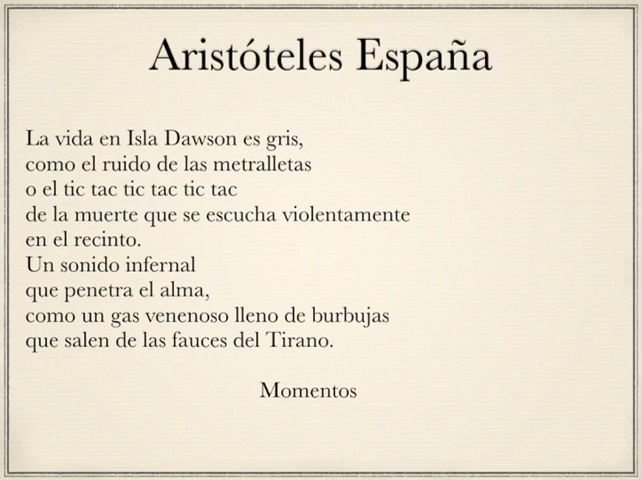 Aristóteles España
La vida en Isla Dawson es gris,
como el ruido de las metralletas
o el tic tac tic tac tic tac
de la muerte que se escucha violentamente
en el recinto.
Un sonido infernal
que penetra el alma,
como un gas venenoso lleno de burbujas
que salen de las fauces del Tirano.
Momentos